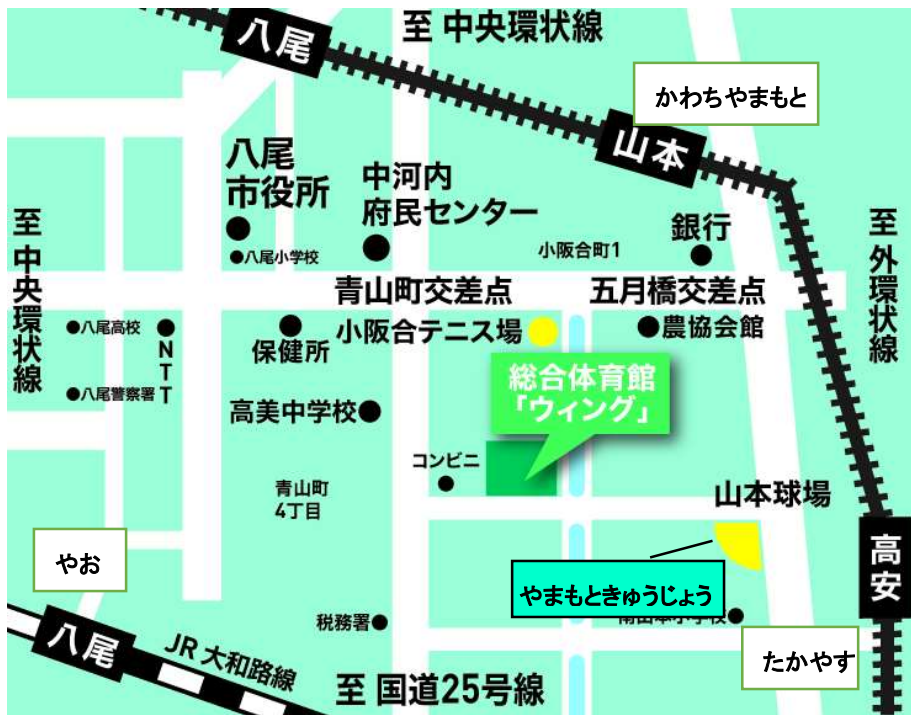 八尾
至 中央環状線
かわちやまもと
山本
八尾
市役所
中河内
府民センター
銀行
小阪合町1
八尾小学校
至 中央環状線
至 外環状線
青山町交差点
五月橋交差点
八尾高校
NTT
保健所
小阪合テニス場
農協会館
八尾警察署
総合体育館
「ウィング」
高美中学校
コンビニ
青山町
4丁目
山本球場
高安
やお
やまもときゅうじょう
税務署
南山本小学校
たかやす
八尾
JR 大和路線
至 国道25号線